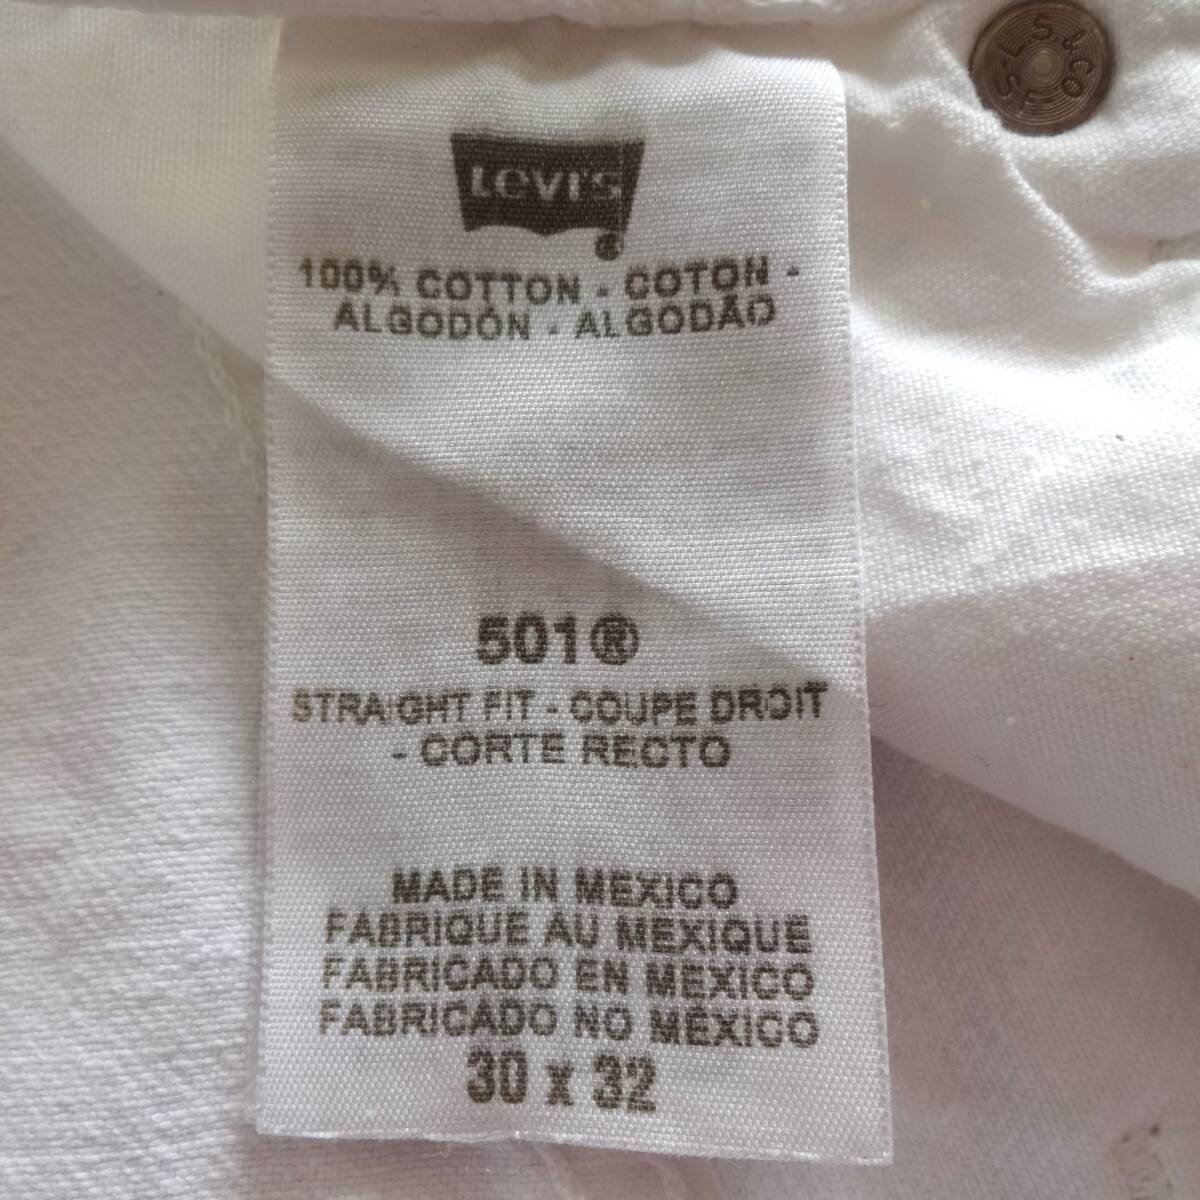 L S & CO
S.F.
LEVI'S
®
100% COTTON - COTON -
ALGODÓN - ALGODÃO
501®
STRAIGHT FIT - COUPE DROIT
- CORTE RECTO
MADE IN MEXICO
FABRIQUE AU MEXIQUE
FABRICADO EN MEXICO
FABRICADO NO MÉXICO
30 x 32